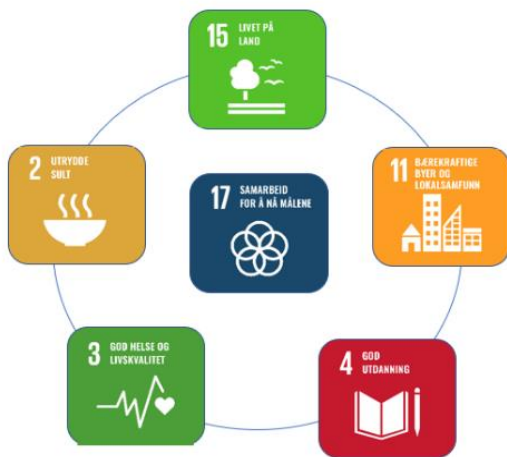 15 LIVET PÅ
LAND
2 UTRYDDE
SULT
17 SAMARBEID
FOR Å NÅ MÅLENE
11 BÆREKRAFTIGE
BYER OG
LOKALSAMFUNN
3 GOD HELSE OG
LIVSKVALITET
4 GOD
UTDANNING